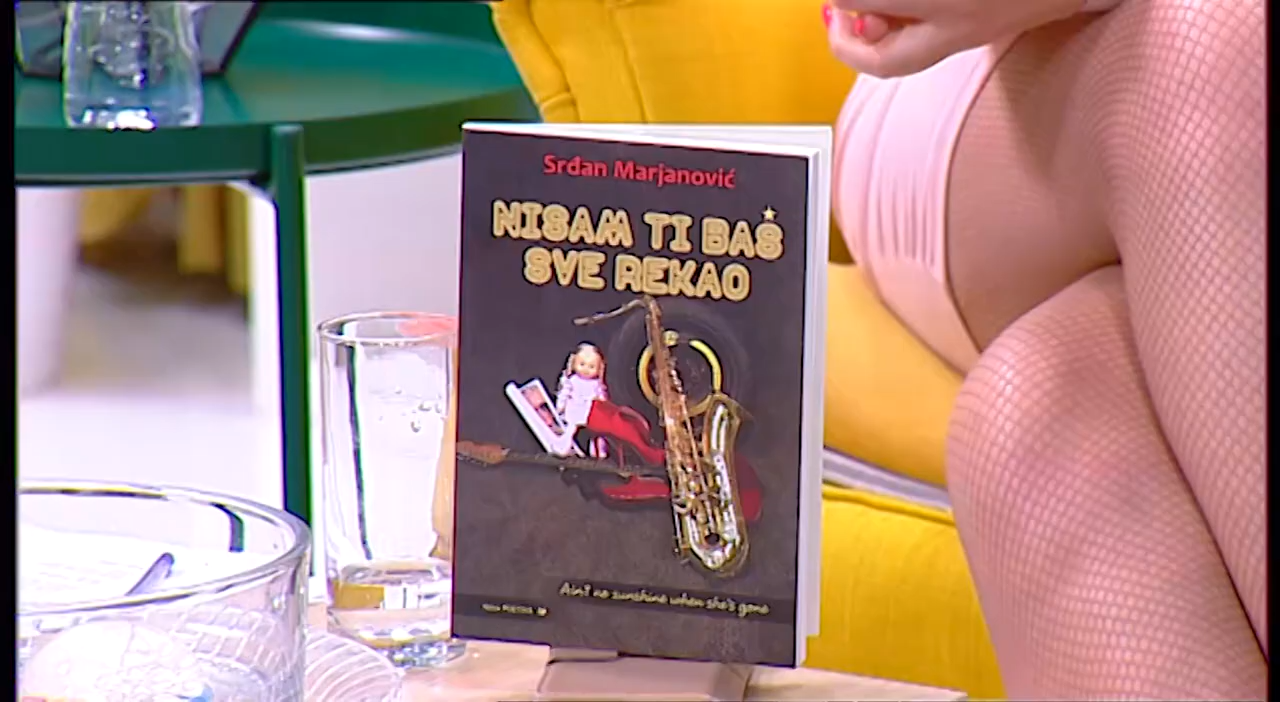 Srđan Marjanović
NISAM TI BAŠ
SVE REKAO
Ain't no sunshine when she's gone